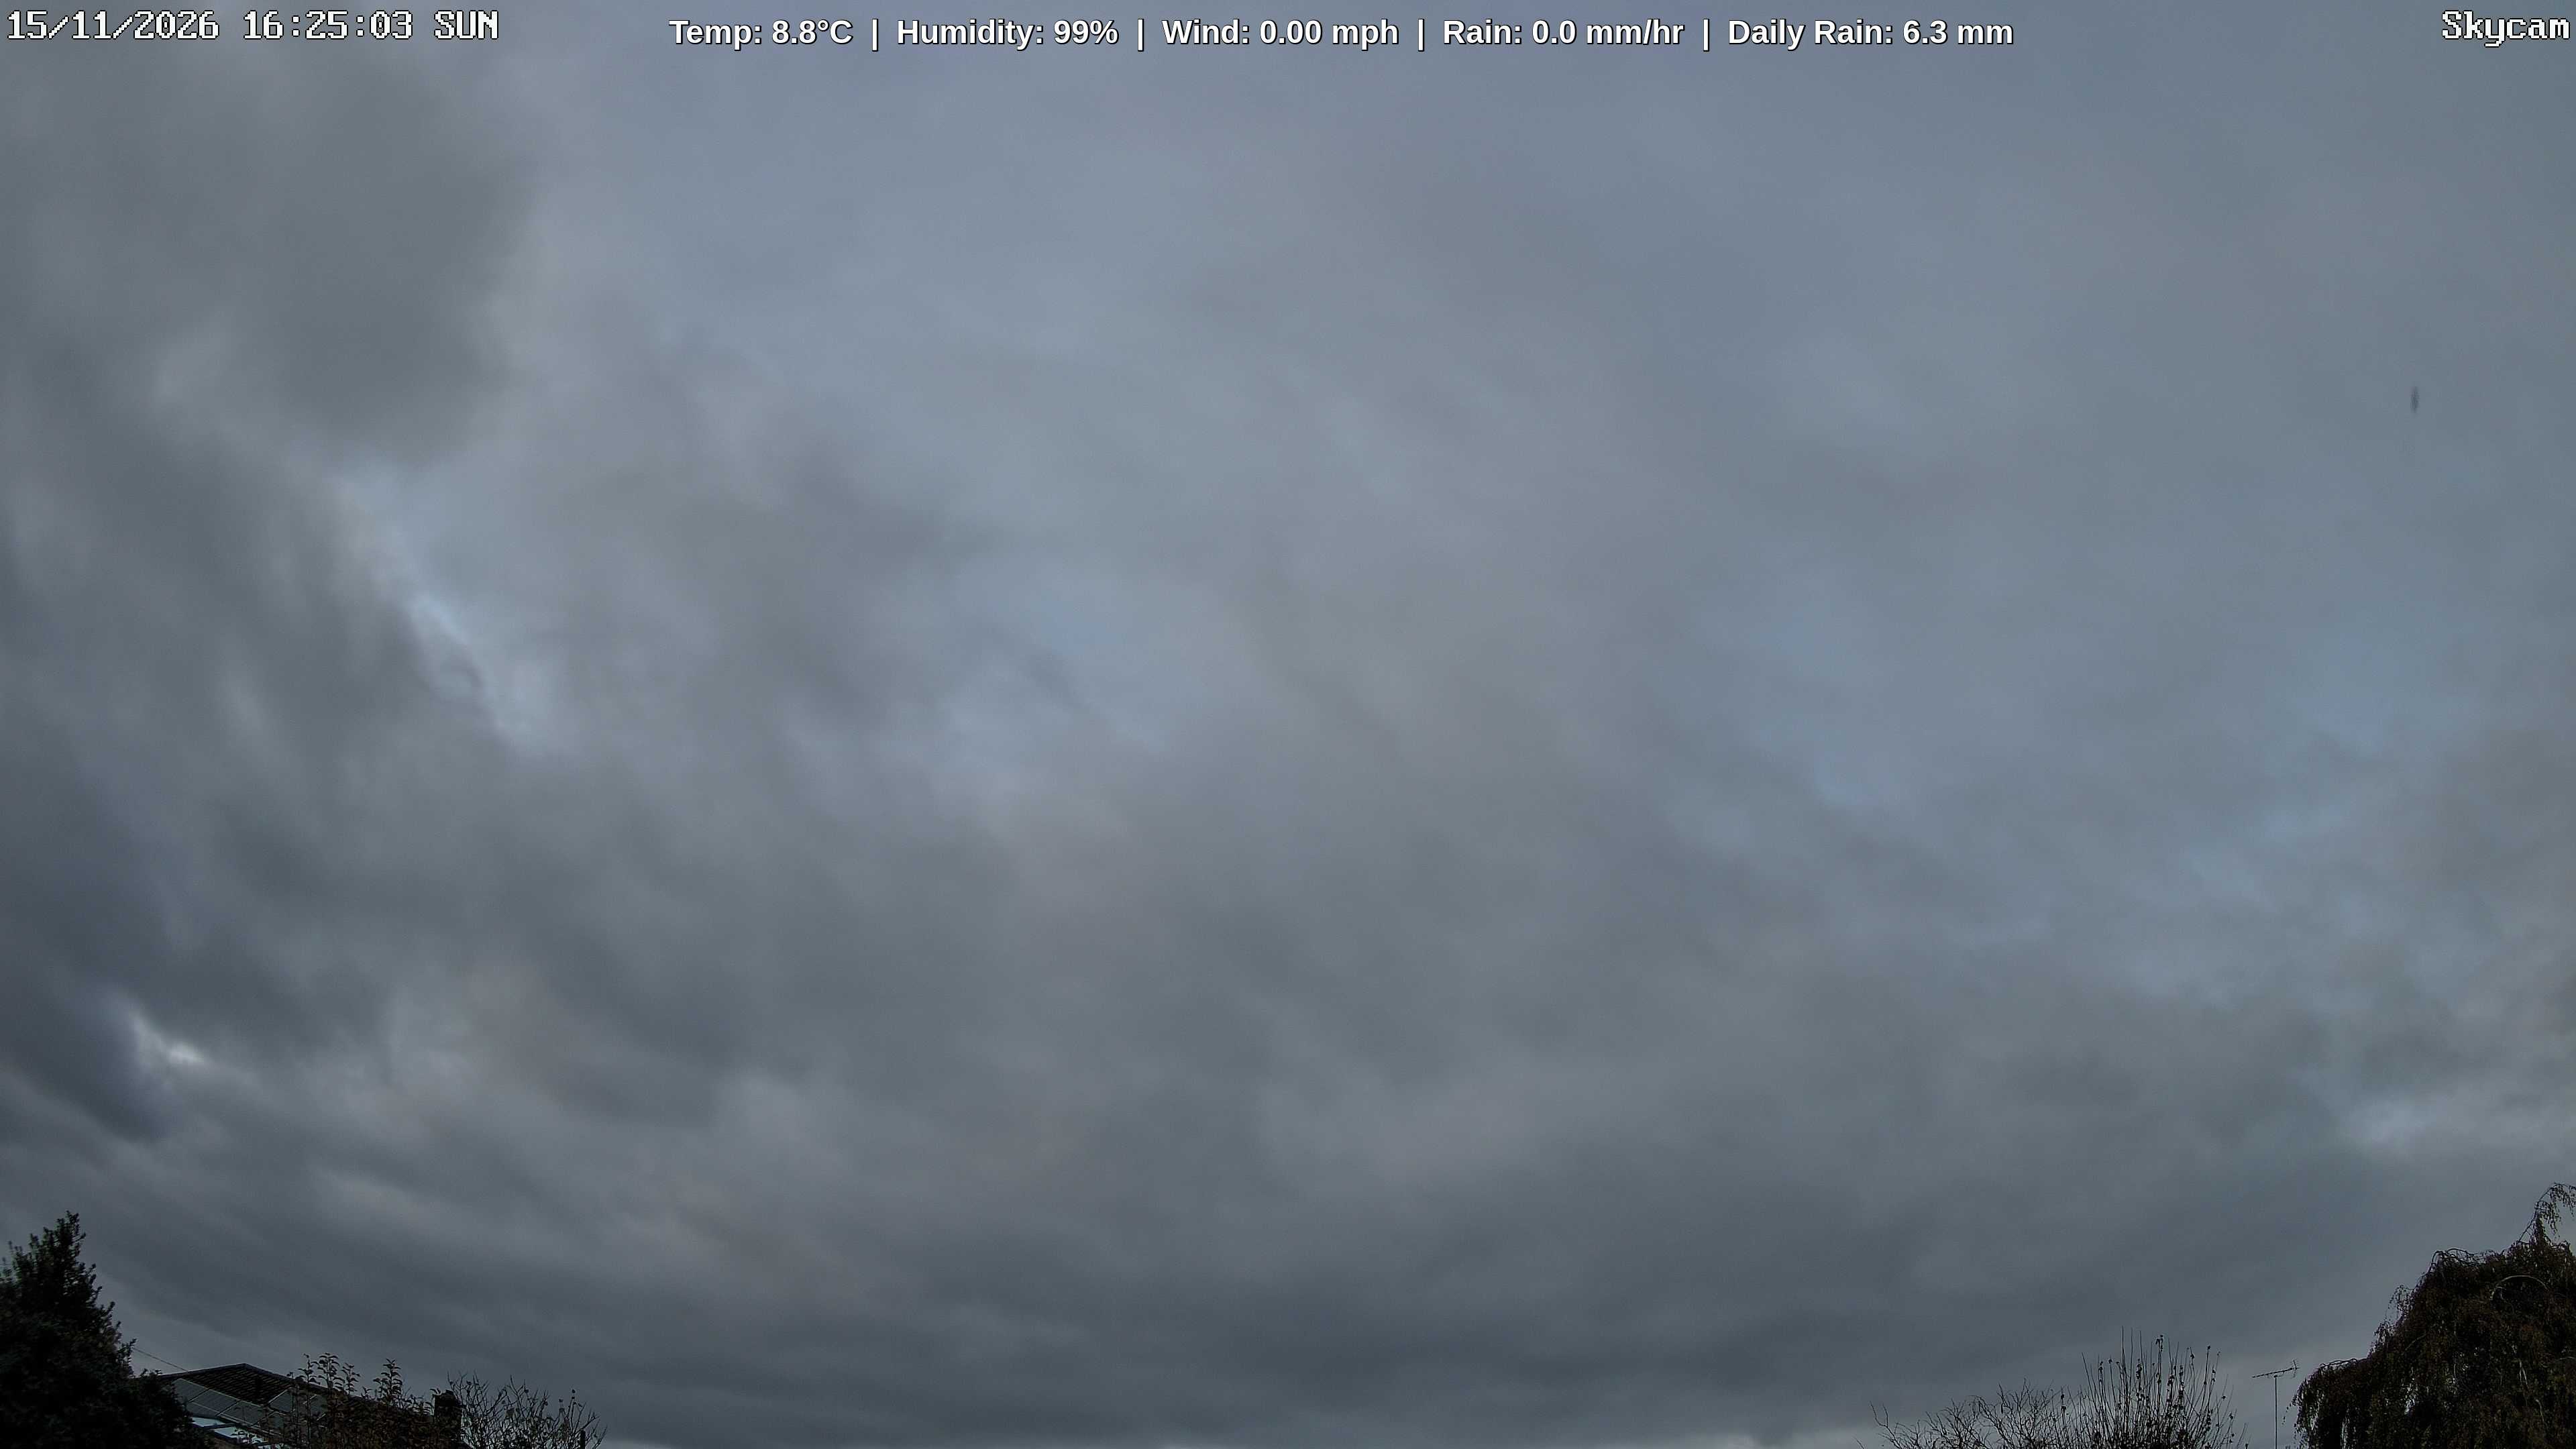 15/11/2026 16:25:03 SUN
Temp: 8.8°C | Humidity: 99% | Wind: 0.00 mph | Rain: 0.0 mm/hr | Daily Rain: 6.3 mm
Skycam